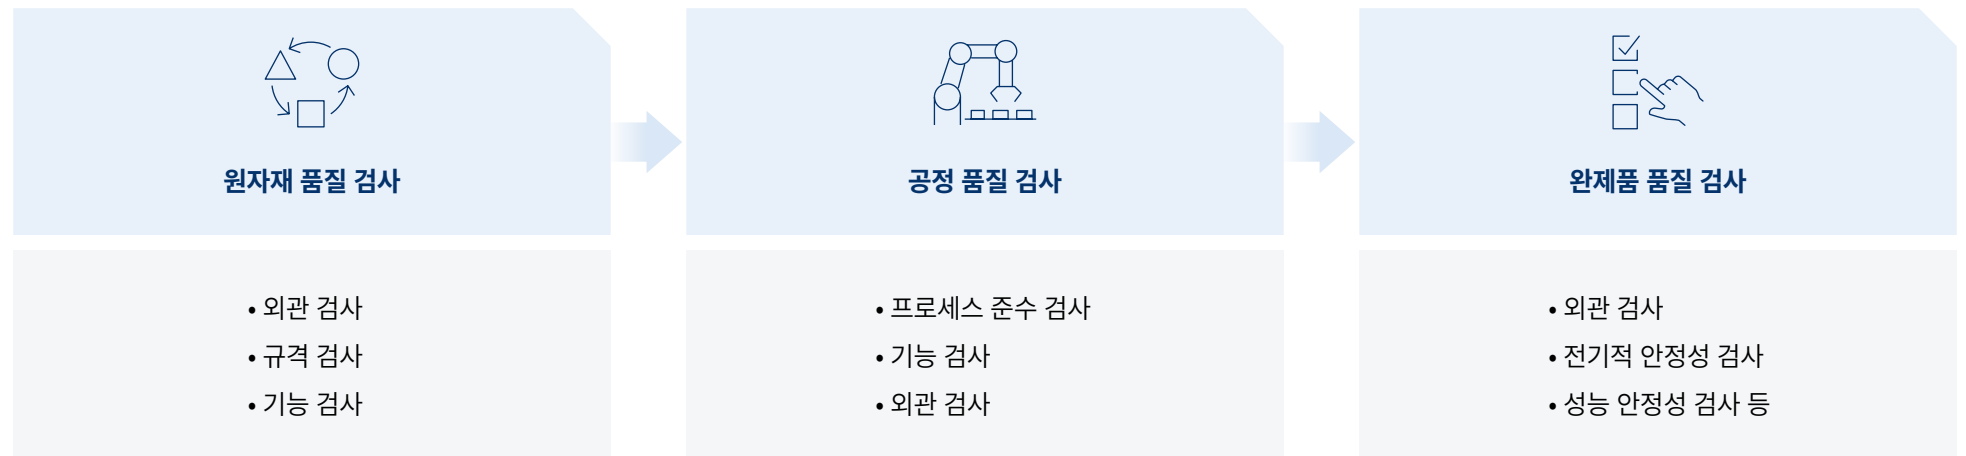 원자재 품질 검사
• 외관 검사
• 규격 검사
• 기능 검사
공정 품질 검사
• 프로세스 준수 검사
• 기능 검사
• 외관 검사
완제품 품질 검사
• 외관 검사
• 전기적 안정성 검사
• 성능 안정성 검사 등